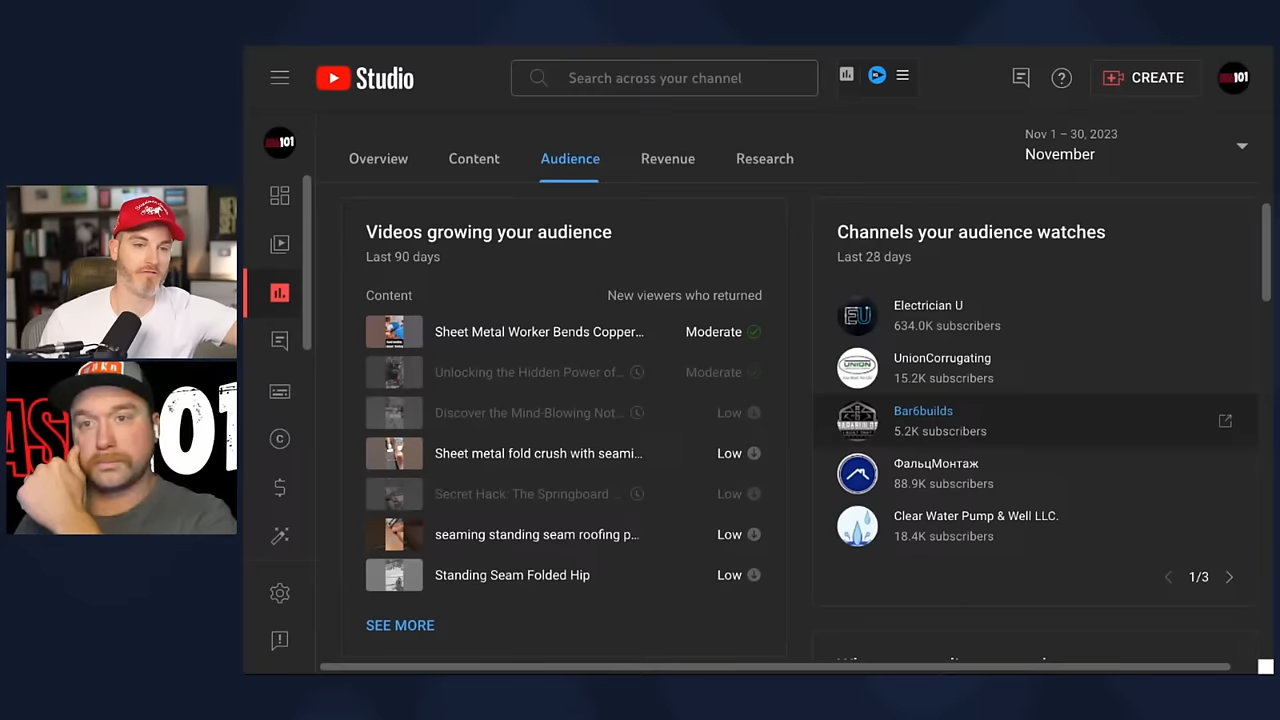 Studio
Search across your channel
CREATE
101
101
Overview
Content
Audience
Revenue
Research
Nov 1 – 30, 2023
November
Videos growing your audience
Last 90 days
Content
New viewers who returned
Sheet Metal Worker Bends Copper...
Moderate
Unlocking the Hidden Power of...
Moderate
Discover the Mind-Blowing Not...
Low
Sheet metal fold crush with seami...
Low
Secret Hack: The Springboard ...
Low
seaming standing seam roofing p...
Low
Standing Seam Folded Hip
Low
SEE MORE
Channels your audience watches
Last 28 days
EU
Electrician U
634.0K subscribers
UNION
UnionCorrugating
15.2K subscribers
Bar6builds
5.2K subscribers
ФальцМонтаж
88.9K subscribers
Clear Water Pump & Well LLC.
18.4K subscribers
1/3
101